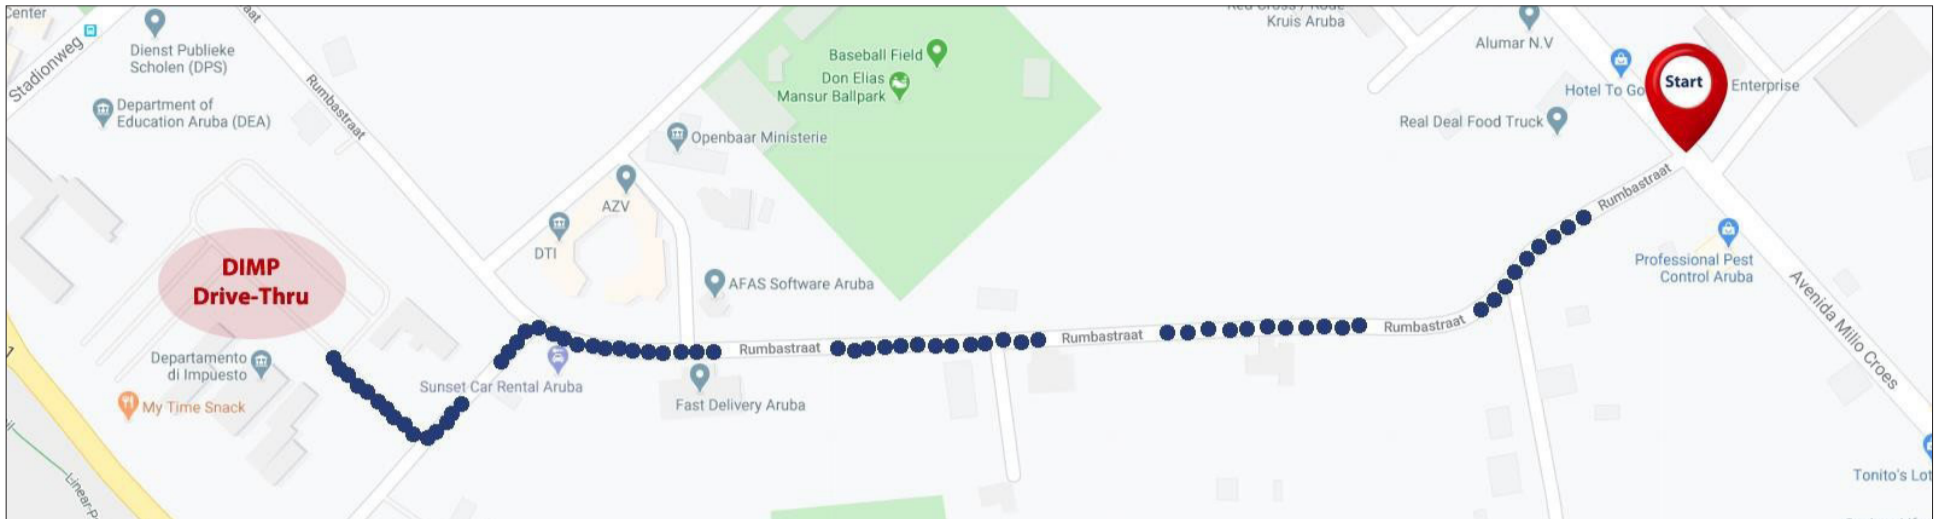 Center
Stadionweg
Dienst Publieke
Scholen (DPS)
Department of
Education Aruba (DEA)
Rumbastraat
Baseball Field
Don Elias
Mansur Ballpark
Openbaar Ministerie
AZV
DTI
AFAS Software Aruba
Kruis Aruba
Alumar N.V
Hotel To Go
Start
Enterprise
Real Deal Food Truck
Rumbastraat
Professional Pest
Control Aruba
Avenida Milio Croes
DIMP
Drive-Thru
Departamento
di Impuesto
My Time Snack
Sunset Car Rental Aruba
Rumbastraat
Rumbastraat
Rumbastraat
Fast Delivery Aruba
Tonito's Lot
1